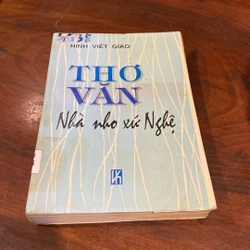 NINH VIẾT GIAO
THƠ
VĂN
Nhà nho xứ Nghệ